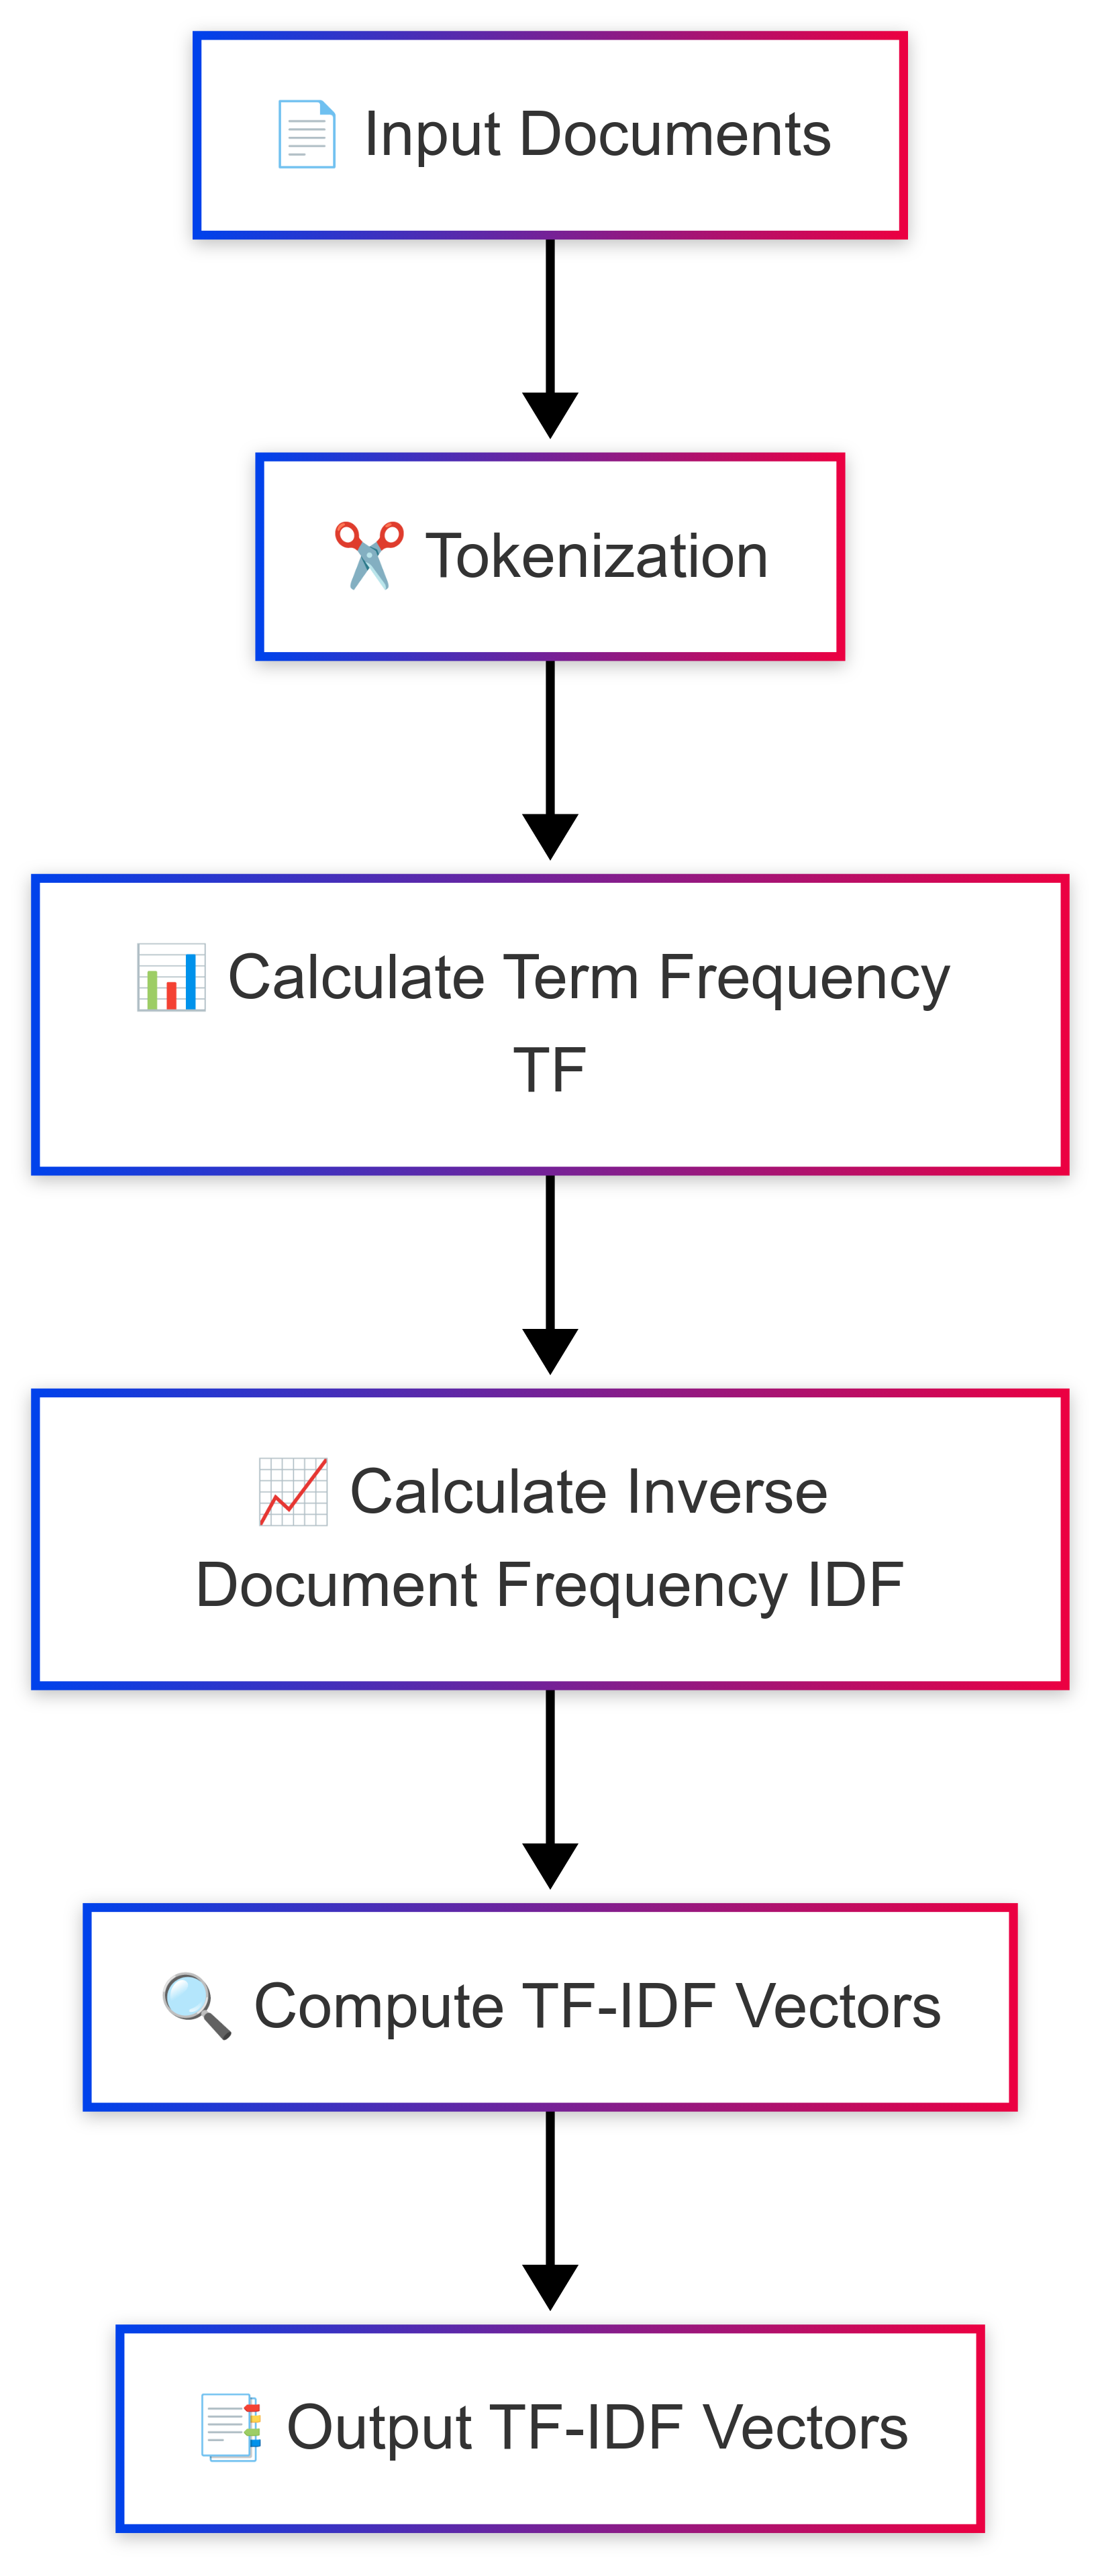 Input Documents
Tokenization
Calculate Term Frequency
TF
Calculate Inverse
Document Frequency IDF
Compute TF-IDF Vectors
Output TF-IDF Vectors